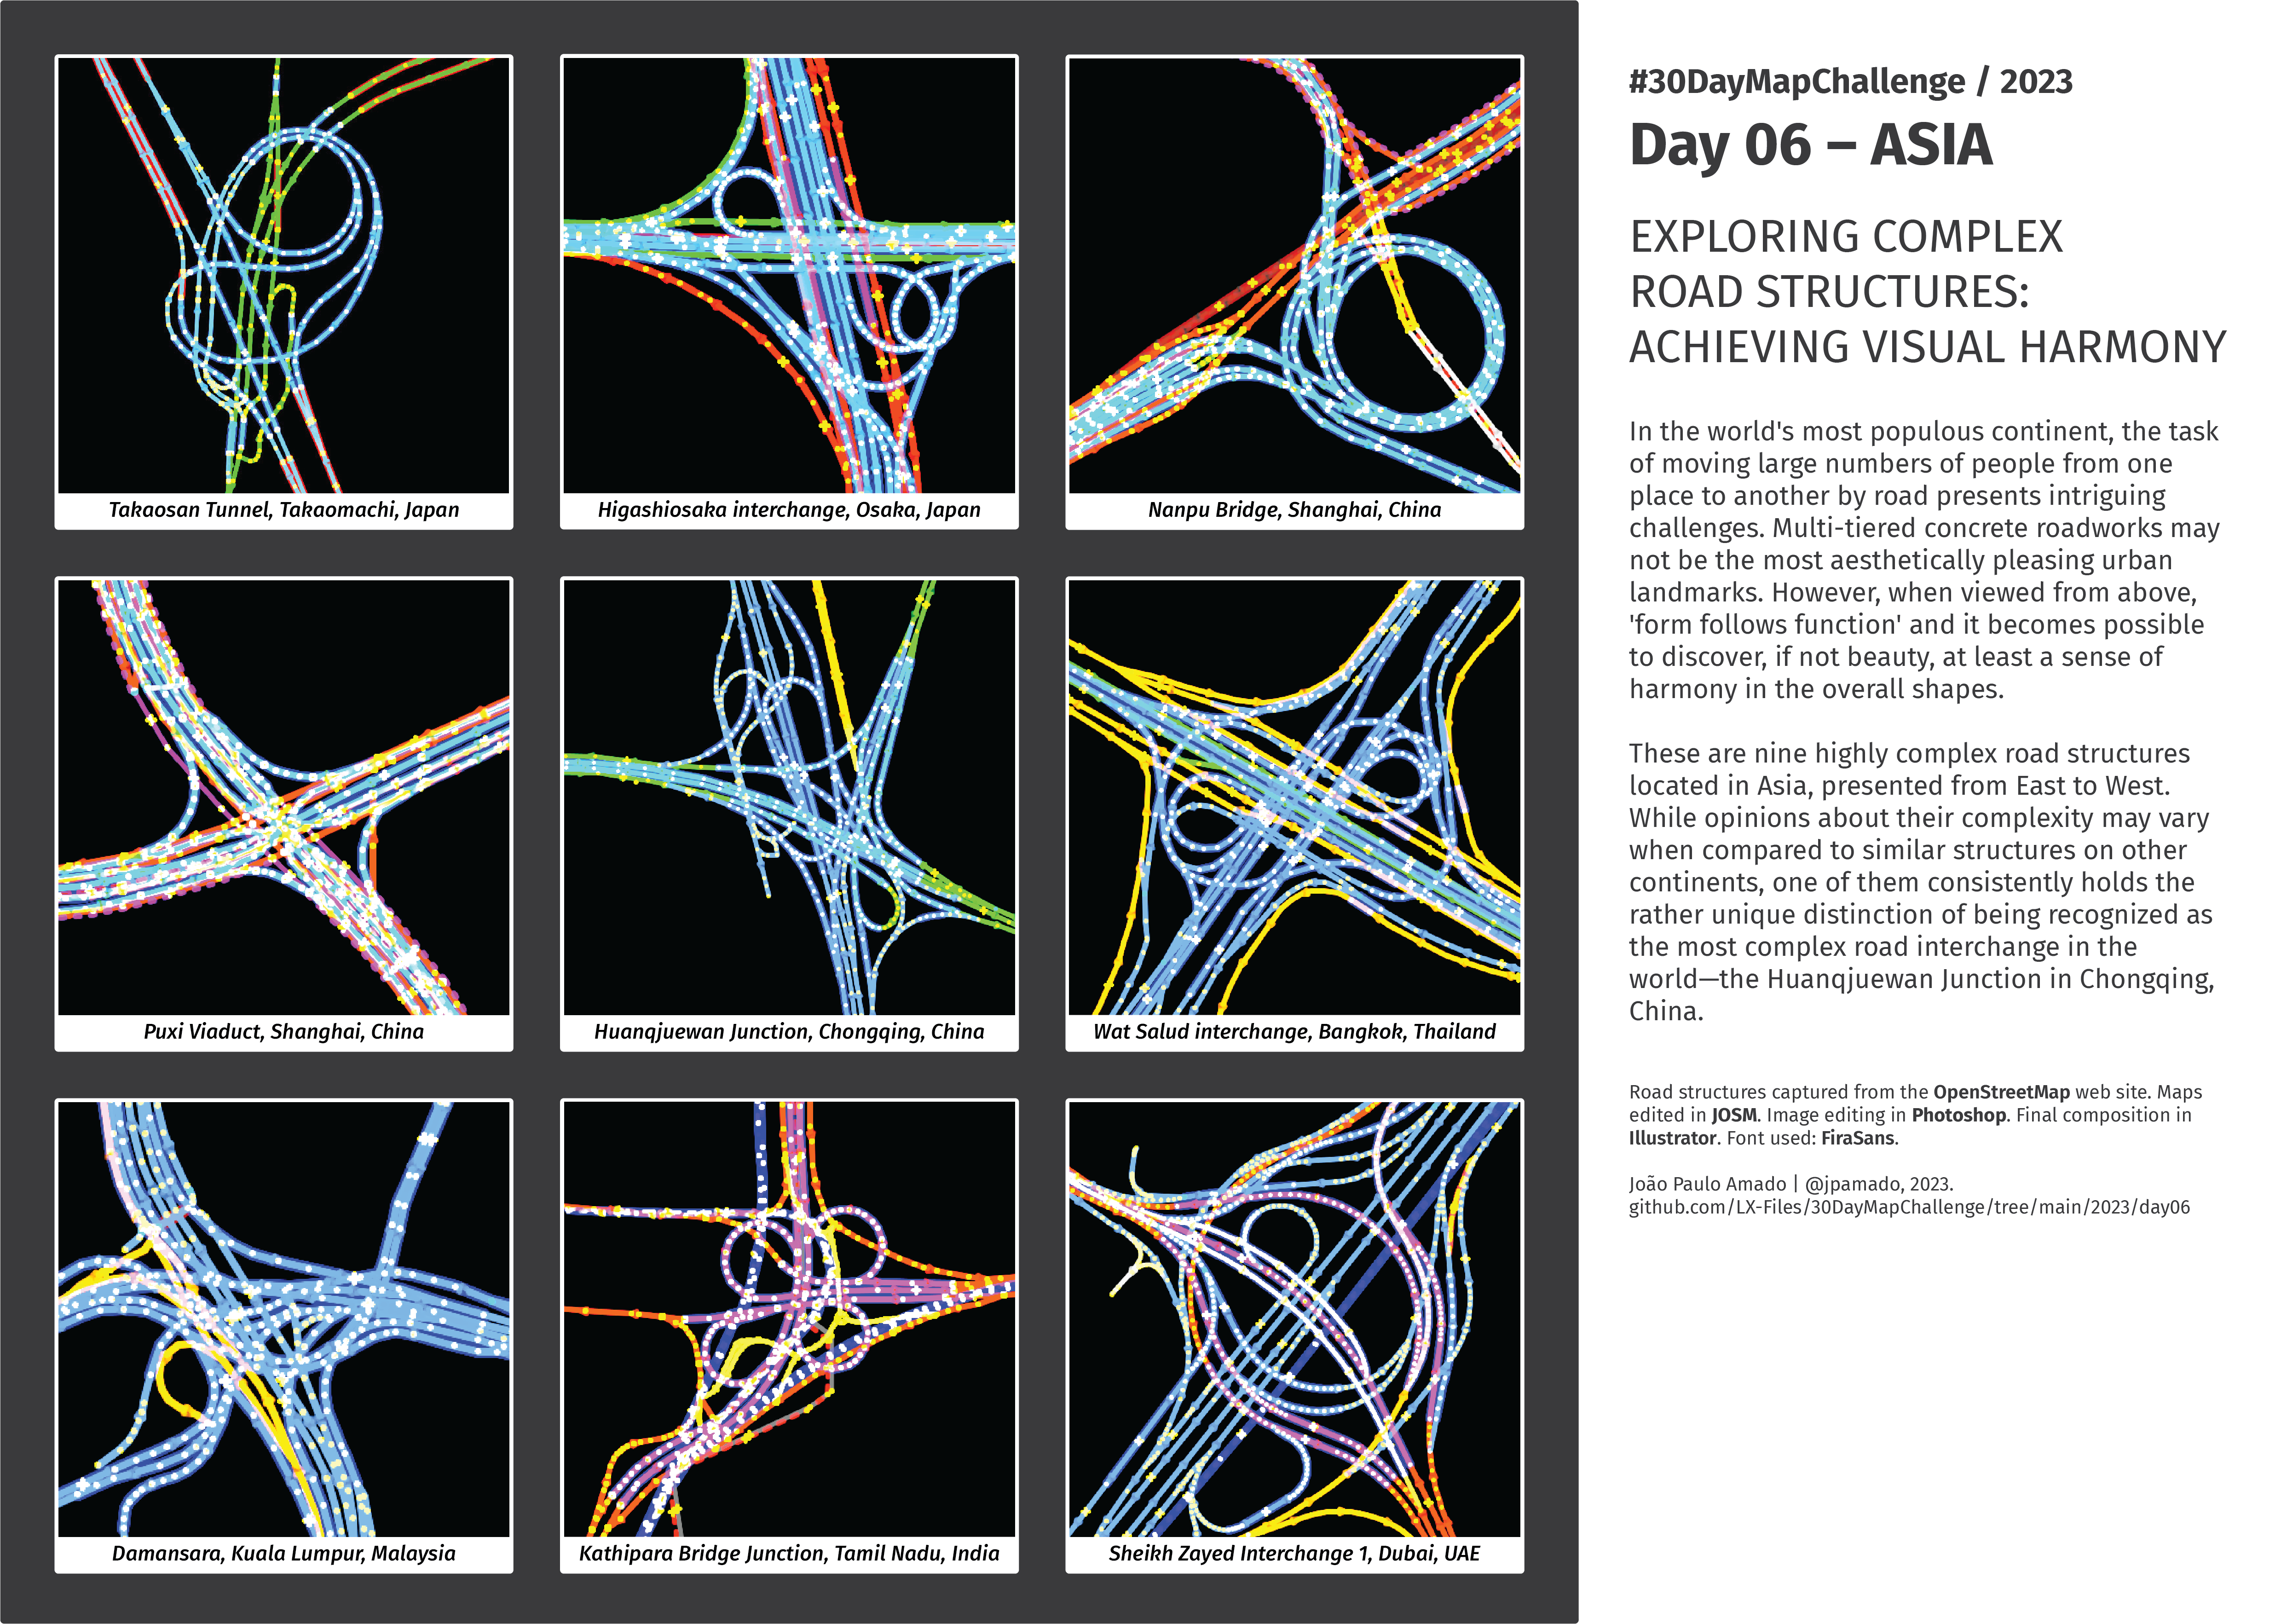 Takaosan Tunnel, Takaomachi, Japan
Higashiosaka interchange, Osaka, Japan
Nanpu Bridge, Shanghai, China
Puxi Viaduct, Shanghai, China
Huanqjuewan Junction, Chongqing, China
Wat Salud interchange, Bangkok, Thailand
Damansara, Kuala Lumpur, Malaysia
Kathipara Bridge Junction, Tamil Nadu, India
Sheikh Zayed Interchange 1, Dubai, UAE
#30DayMapChallenge / 2023
Day 06 – ASIA
EXPLORING COMPLEX
ROAD STRUCTURES:
ACHIEVING VISUAL HARMONY
In the world's most populous continent, the task
of moving large numbers of people from one
place to another by road presents intriguing
challenges. Multi-tiered concrete roadworks may
not be the most aesthetically pleasing urban
landmarks. However, when viewed from above,
'form follows function' and it becomes possible
to discover, if not beauty, at least a sense of
harmony in the overall shapes.
These are nine highly complex road structures
located in Asia, presented from East to West.
While opinions about their complexity may vary
when compared to similar structures on other
continents, one of them consistently holds the
rather unique distinction of being recognized as
the most complex road interchange in the
world—the Huanqjuewan Junction in Chongqing,
China.
Road structures captured from the OpenStreetMap web site. Maps
edited in JOSM. Image editing in Photoshop. Final composition in
Illustrator. Font used: FiraSans.
João Paulo Amado | @jpamado, 2023.
github.com/LX-Files/30DayMapChallenge/tree/main/2023/day06